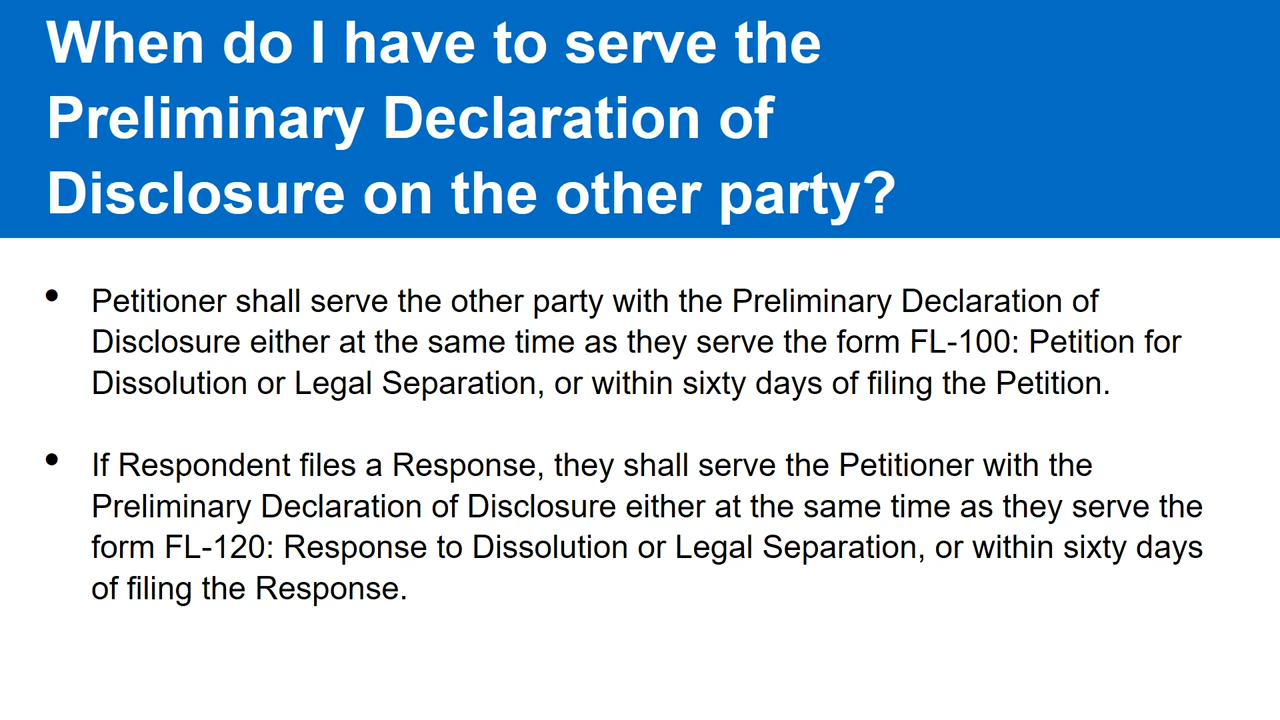 When do I have to serve the
Preliminary Declaration of
Disclosure on the other party?
• Petitioner shall serve the other party with the Preliminary Declaration of
Disclosure either at the same time as they serve the form FL-100: Petition for
Dissolution or Legal Separation, or within sixty days of filing the Petition.
• If Respondent files a Response, they shall serve the Petitioner with the
Preliminary Declaration of Disclosure either at the same time as they serve the
form FL-120: Response to Dissolution or Legal Separation, or within sixty days
of filing the Response.